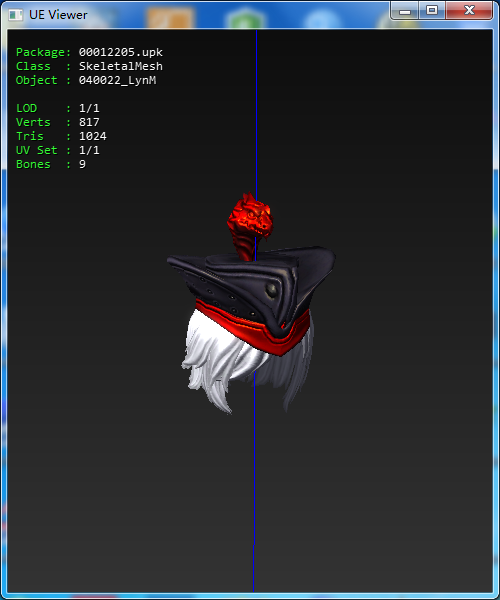 UE Viewer
Package: 00012205.upk
Class : SkeletalMesh
Object : 040022_LynM
LOD : 1/1
Verts : 817
Tris : 1024
UV Set : 1/1
Bones : 9